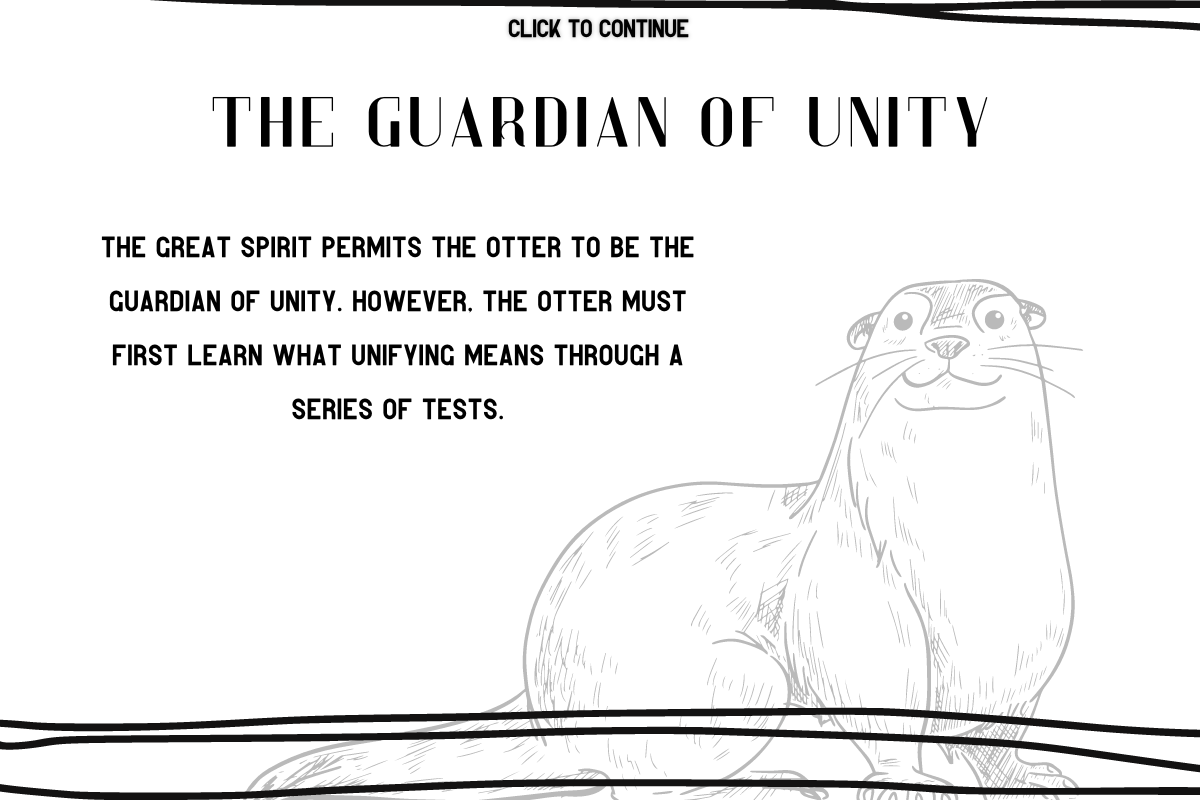 CLICK TO CONTINUE
THE GUARDIAN OF UNITY
THE GREAT SPIRIT PERMITS THE OTTER TO BE THE
GUARDIAN OF UNITY. HOWEVER, THE OTTER MUST
FIRST LEARN WHAT UNIFYING MEANS THROUGH A
SERIES OF TESTS.